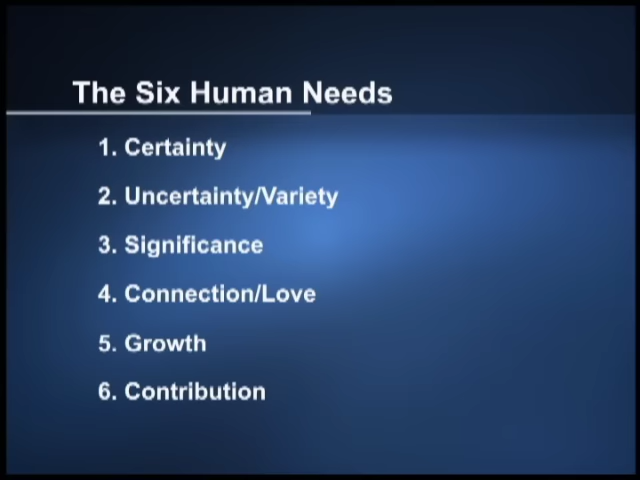 The Six Human Needs
1. Certainty
2. Uncertainty/Variety
3. Significance
4. Connection/Love
5. Growth
6. Contribution